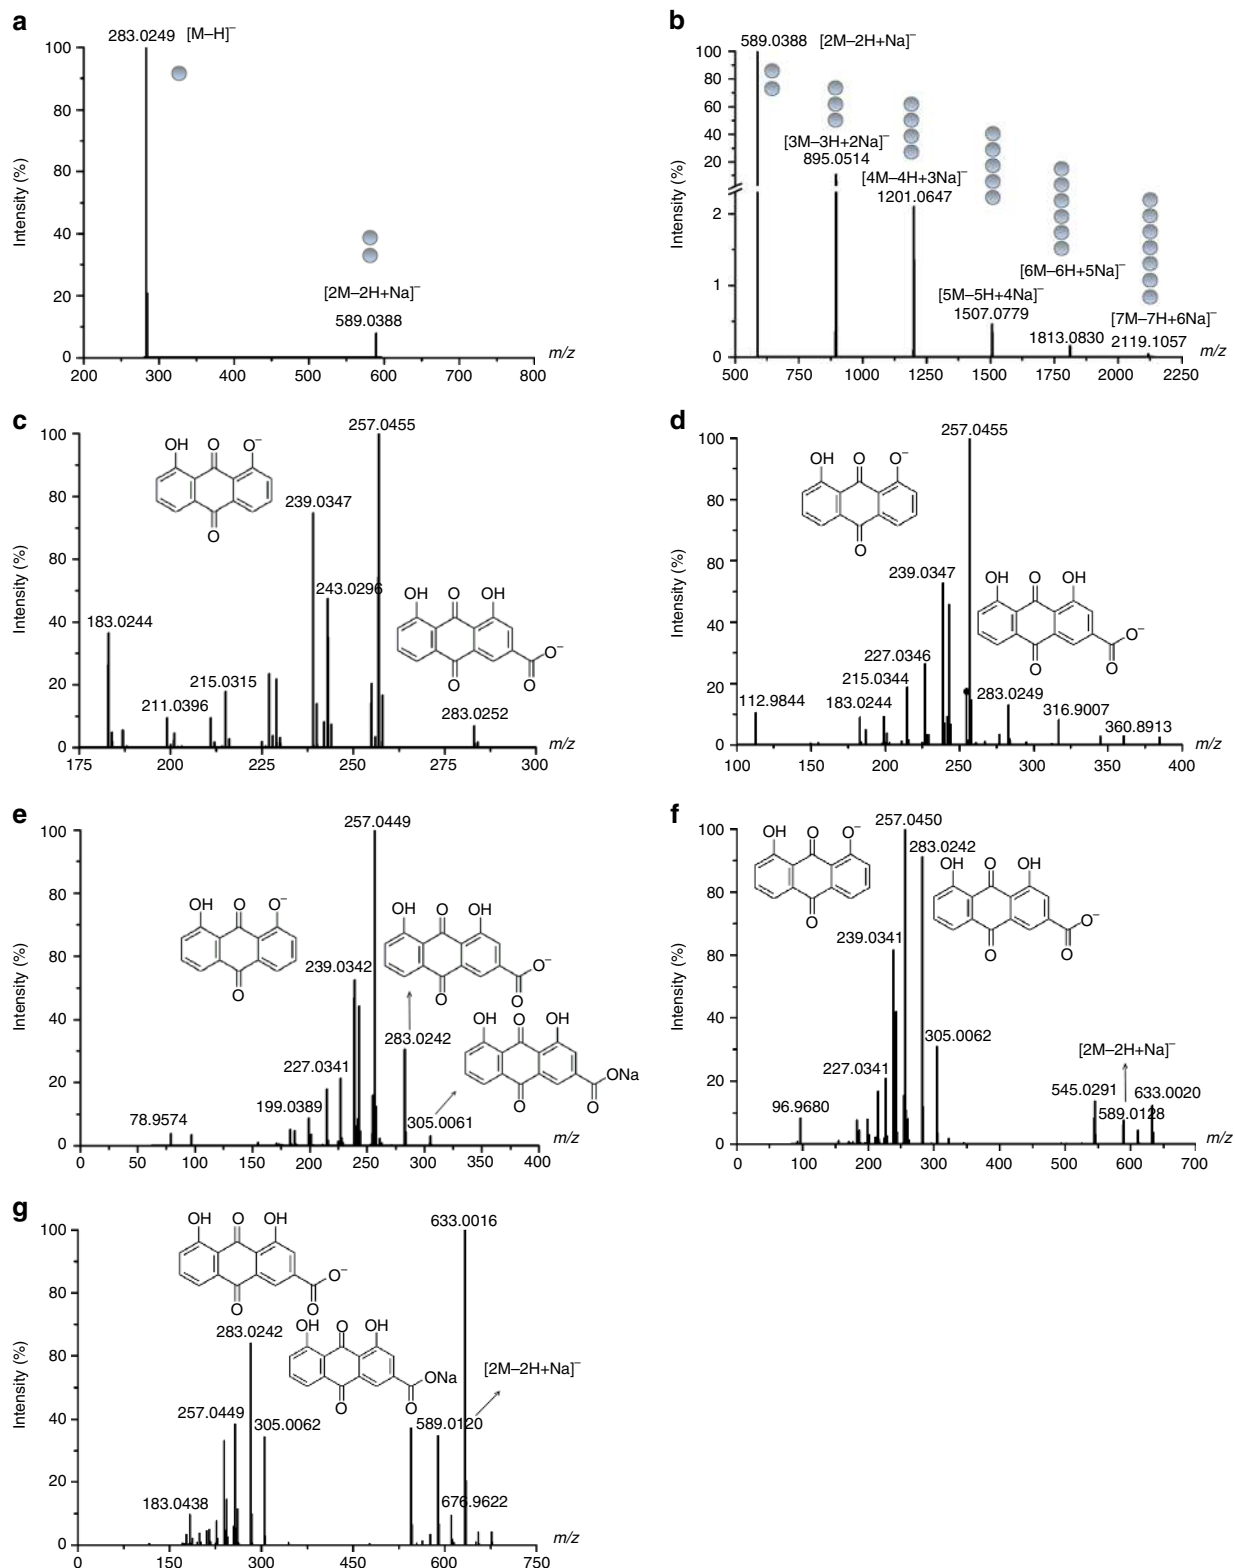 a
283.0249 [M–H]⁻
100
80
60
40
20
0
Intensity (%)
[2M–2H+Na]⁻
589.0388
200 300 400 500 600 700 800
m/z
b
589.0388 [2M–2H+Na]⁻
100
80
60
40
20
2
1
0
Intensity (%)
[3M–3H+2Na]⁻
895.0514
[4M–4H+3Na]⁻
1201.0647
[5M–5H+4Na]⁻
1507.0779
[6M–6H+5Na]⁻
1813.0830
[7M–7H+6Na]⁻
2119.1057
500 750 1000 1250 1500 1750 2000 2250
m/z
c
100
80
60
40
20
0
Intensity (%)
257.0455
239.0347
243.0296
183.0244
215.0315
211.0396
283.0252
OH O O⁻
O
OH O OH
O⁻
O O
175 200 225 250 275 300
m/z
d
100
80
60
40
20
0
Intensity (%)
257.0455
239.0347
227.0346
215.0344
112.9844
183.0244
283.0249
316.9007
360.8913
OH O O⁻
O
OH O OH
O⁻
O O
100 150 200 250 300 350 400
m/z
e
100
80
60
40
20
0
Intensity (%)
257.0449
239.0342
283.0242
227.0341
199.0389
78.9574
305.0061
OH O O⁻
O
OH O OH
O⁻
O O
OH O OH
ONa
O O
0 50 100 150 200 250 300 350 400
m/z
f
100
80
60
40
20
0
Intensity (%)
257.0450
283.0242
239.0341
305.0062
227.0341
96.9680
[2M–2H+Na]⁻
545.0291
589.0128
633.0020
OH O O⁻
O
OH O OH
O⁻
O O
0 100 200 300 400 500 600 700
m/z
g
100
80
60
40
20
0
Intensity (%)
633.0016
283.0242
257.0449
305.0062
183.0438
[2M–2H+Na]⁻
589.0120
676.9622
OH O OH
O⁻
O O
OH O OH
ONa
O O
0 150 300 450 600 750
m/z